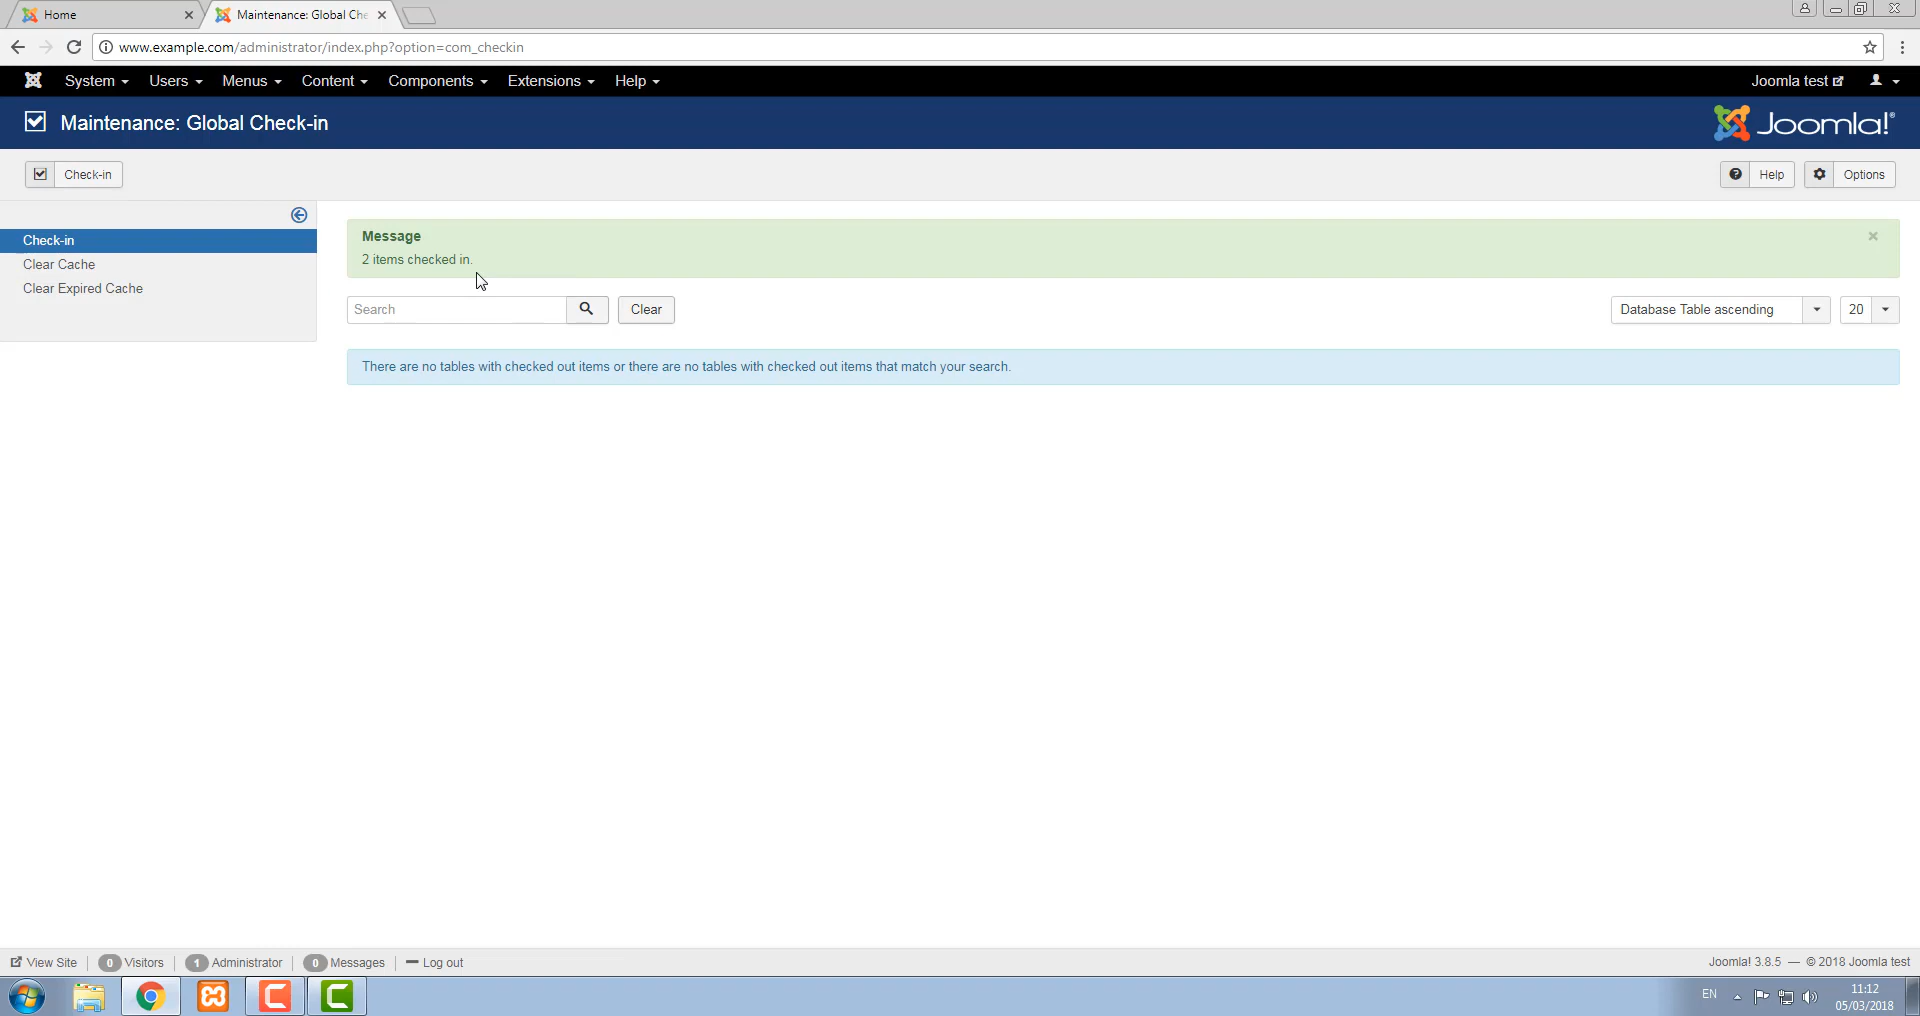 Home
Maintenance: Global Che
www.example.com/administrator/index.php?option=com_checkin
System Users Menus Content Components Extensions Help Joomla test
Maintenance: Global Check-in Joomla!®
Check-in Help Options
Check-in
Clear Cache
Clear Expired Cache
Message
2 items checked in.
Search Clear Database Table ascending 20
There are no tables with checked out items or there are no tables with checked out items that match your search.
View Site 0 Visitors 1 Administrator 0 Messages Log out Joomla! 3.8.5 — © 2018 Joomla test
EN 11:12
05/03/2018